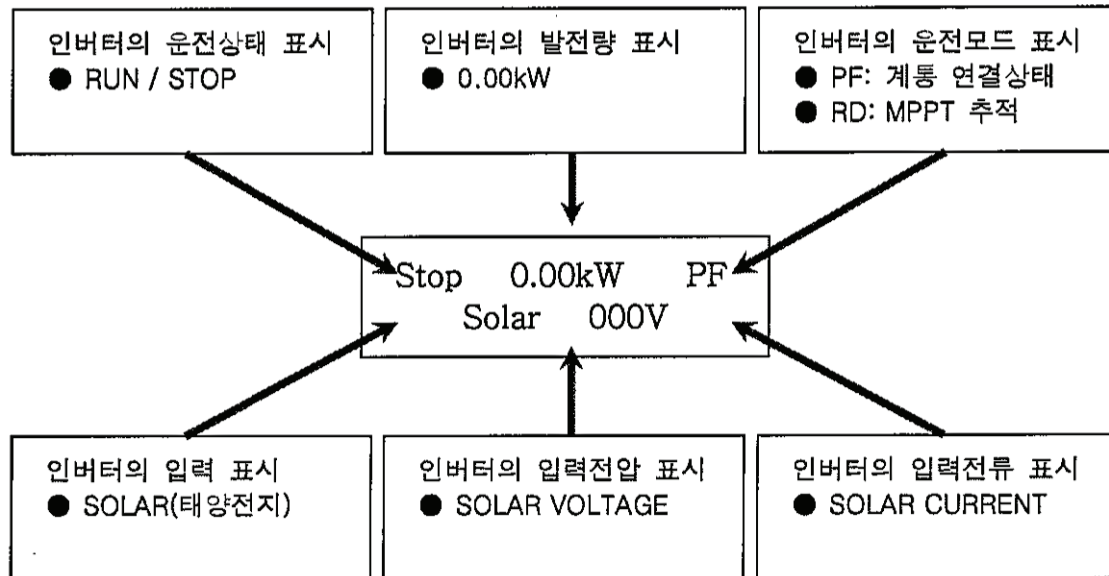 인버터의 운전상태 표시
● RUN / STOP
인버터의 발전량 표시
● 0.00kW
인버터의 운전모드 표시
● PF: 계통 연결상태
● RD: MPPT 추적
Stop 0.00kW PF
Solar 000V
인버터의 입력 표시
● SOLAR(태양전지)
인버터의 입력전압 표시
● SOLAR VOLTAGE
인버터의 입력전류 표시
● SOLAR CURRENT